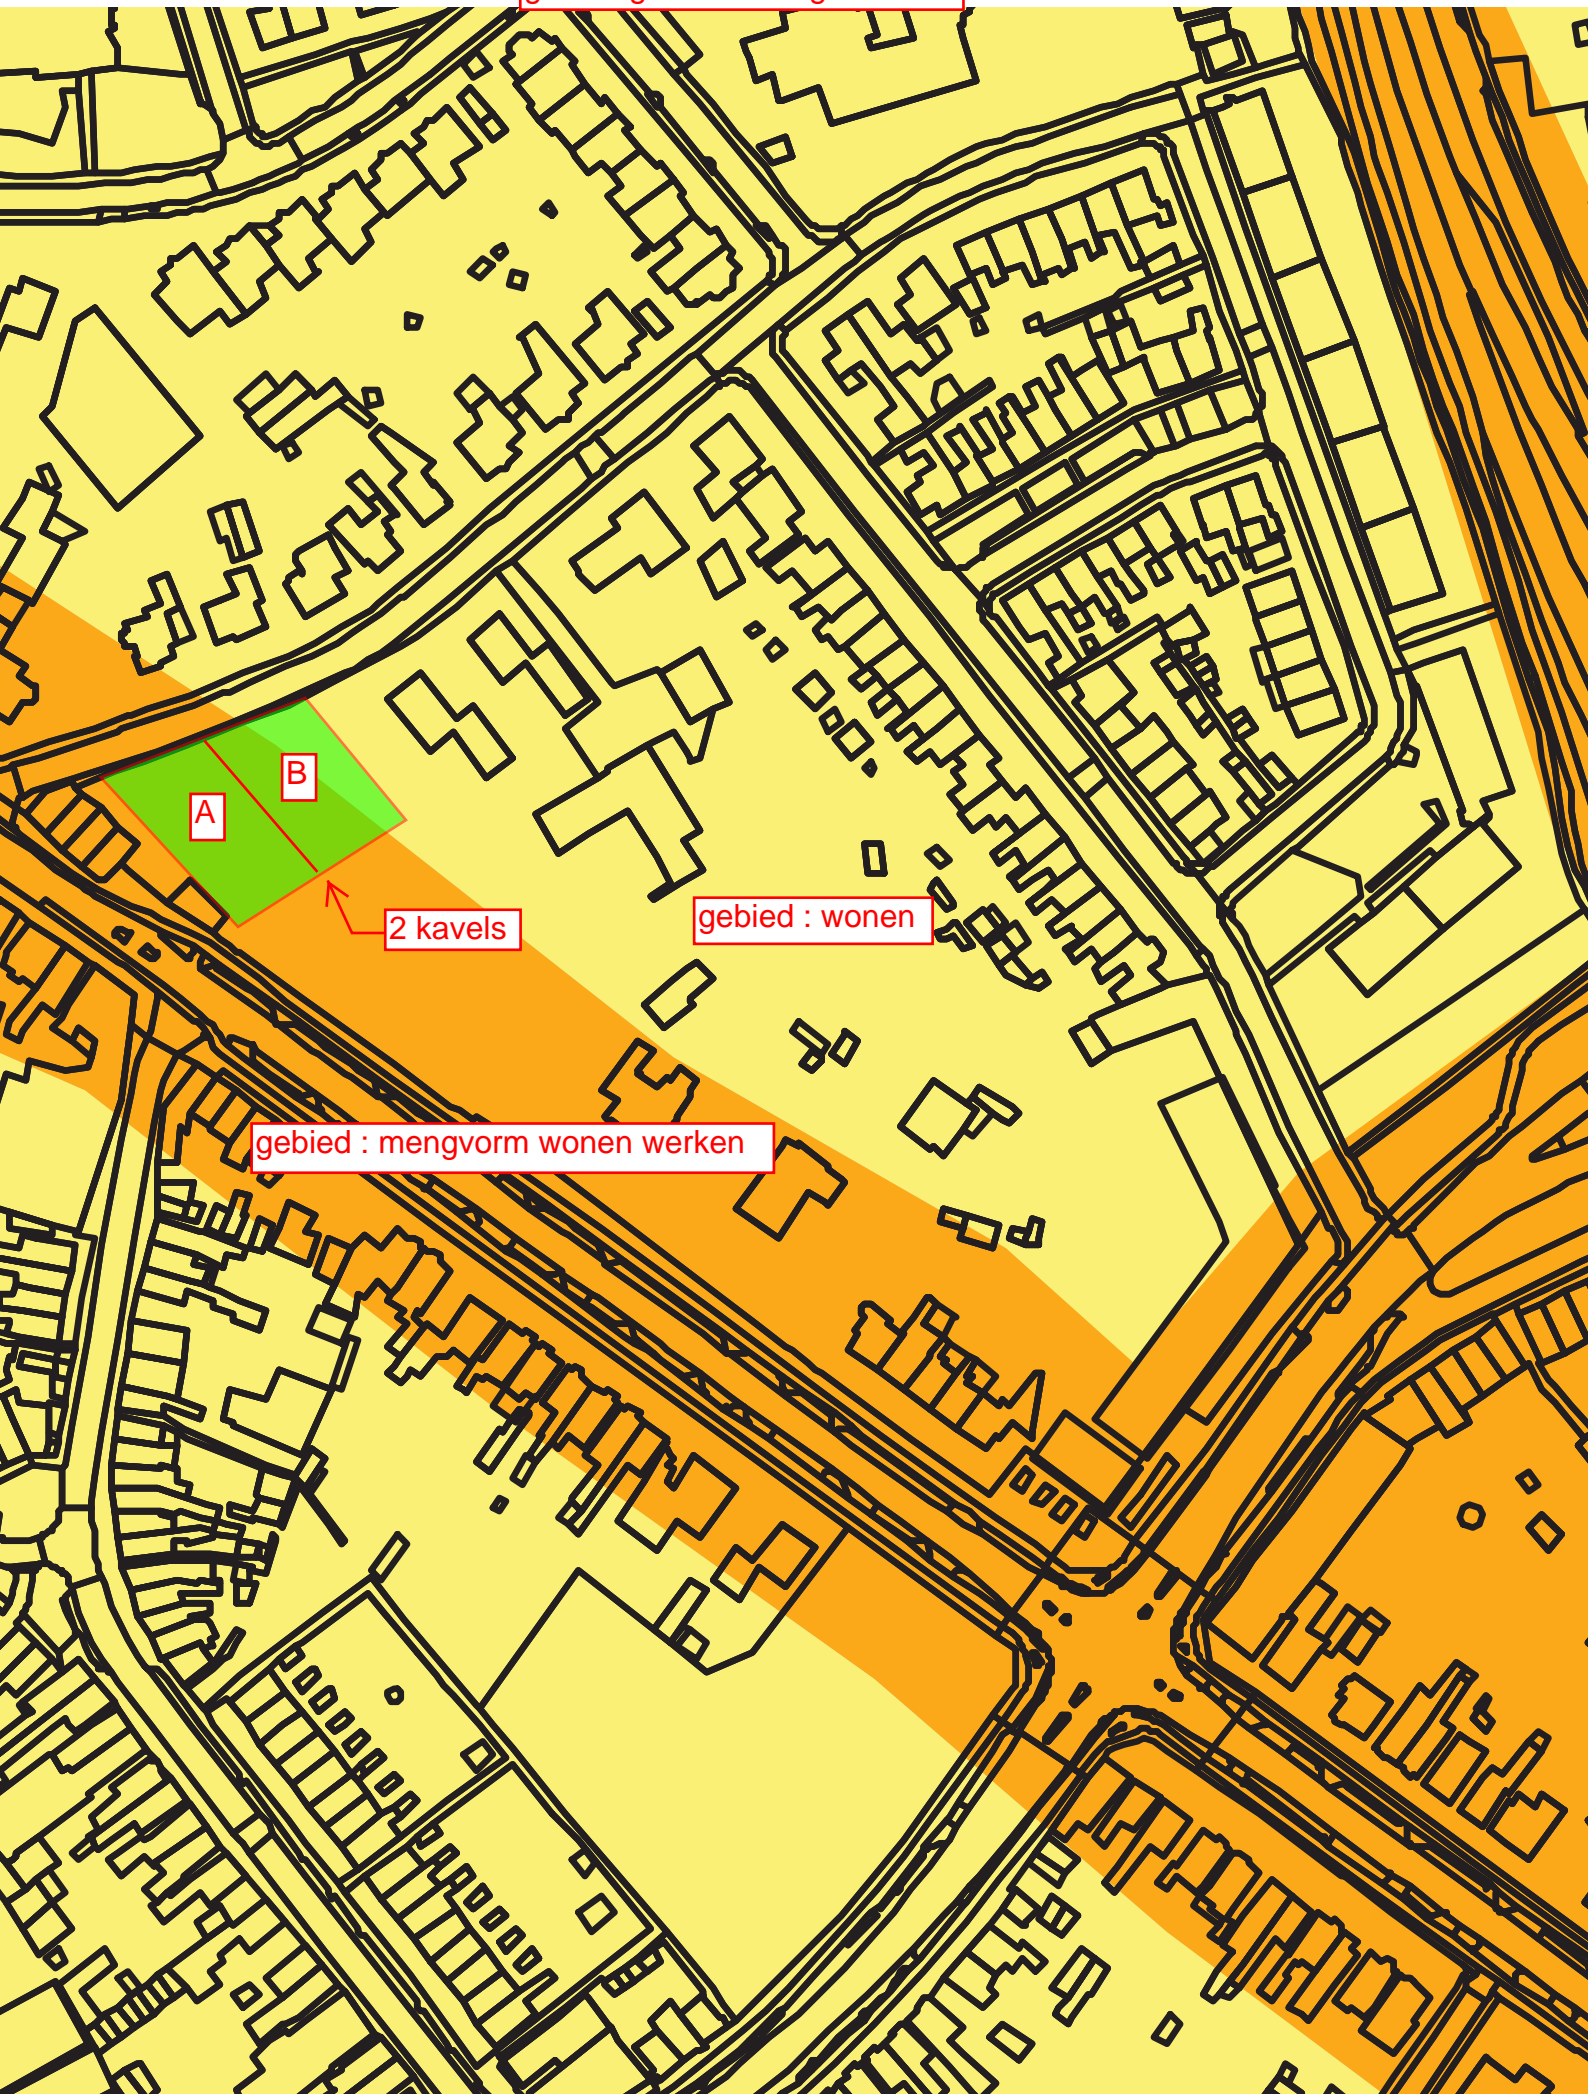 B
A
2 kavels
gebied : wonen
gebied : mengvorm wonen werken